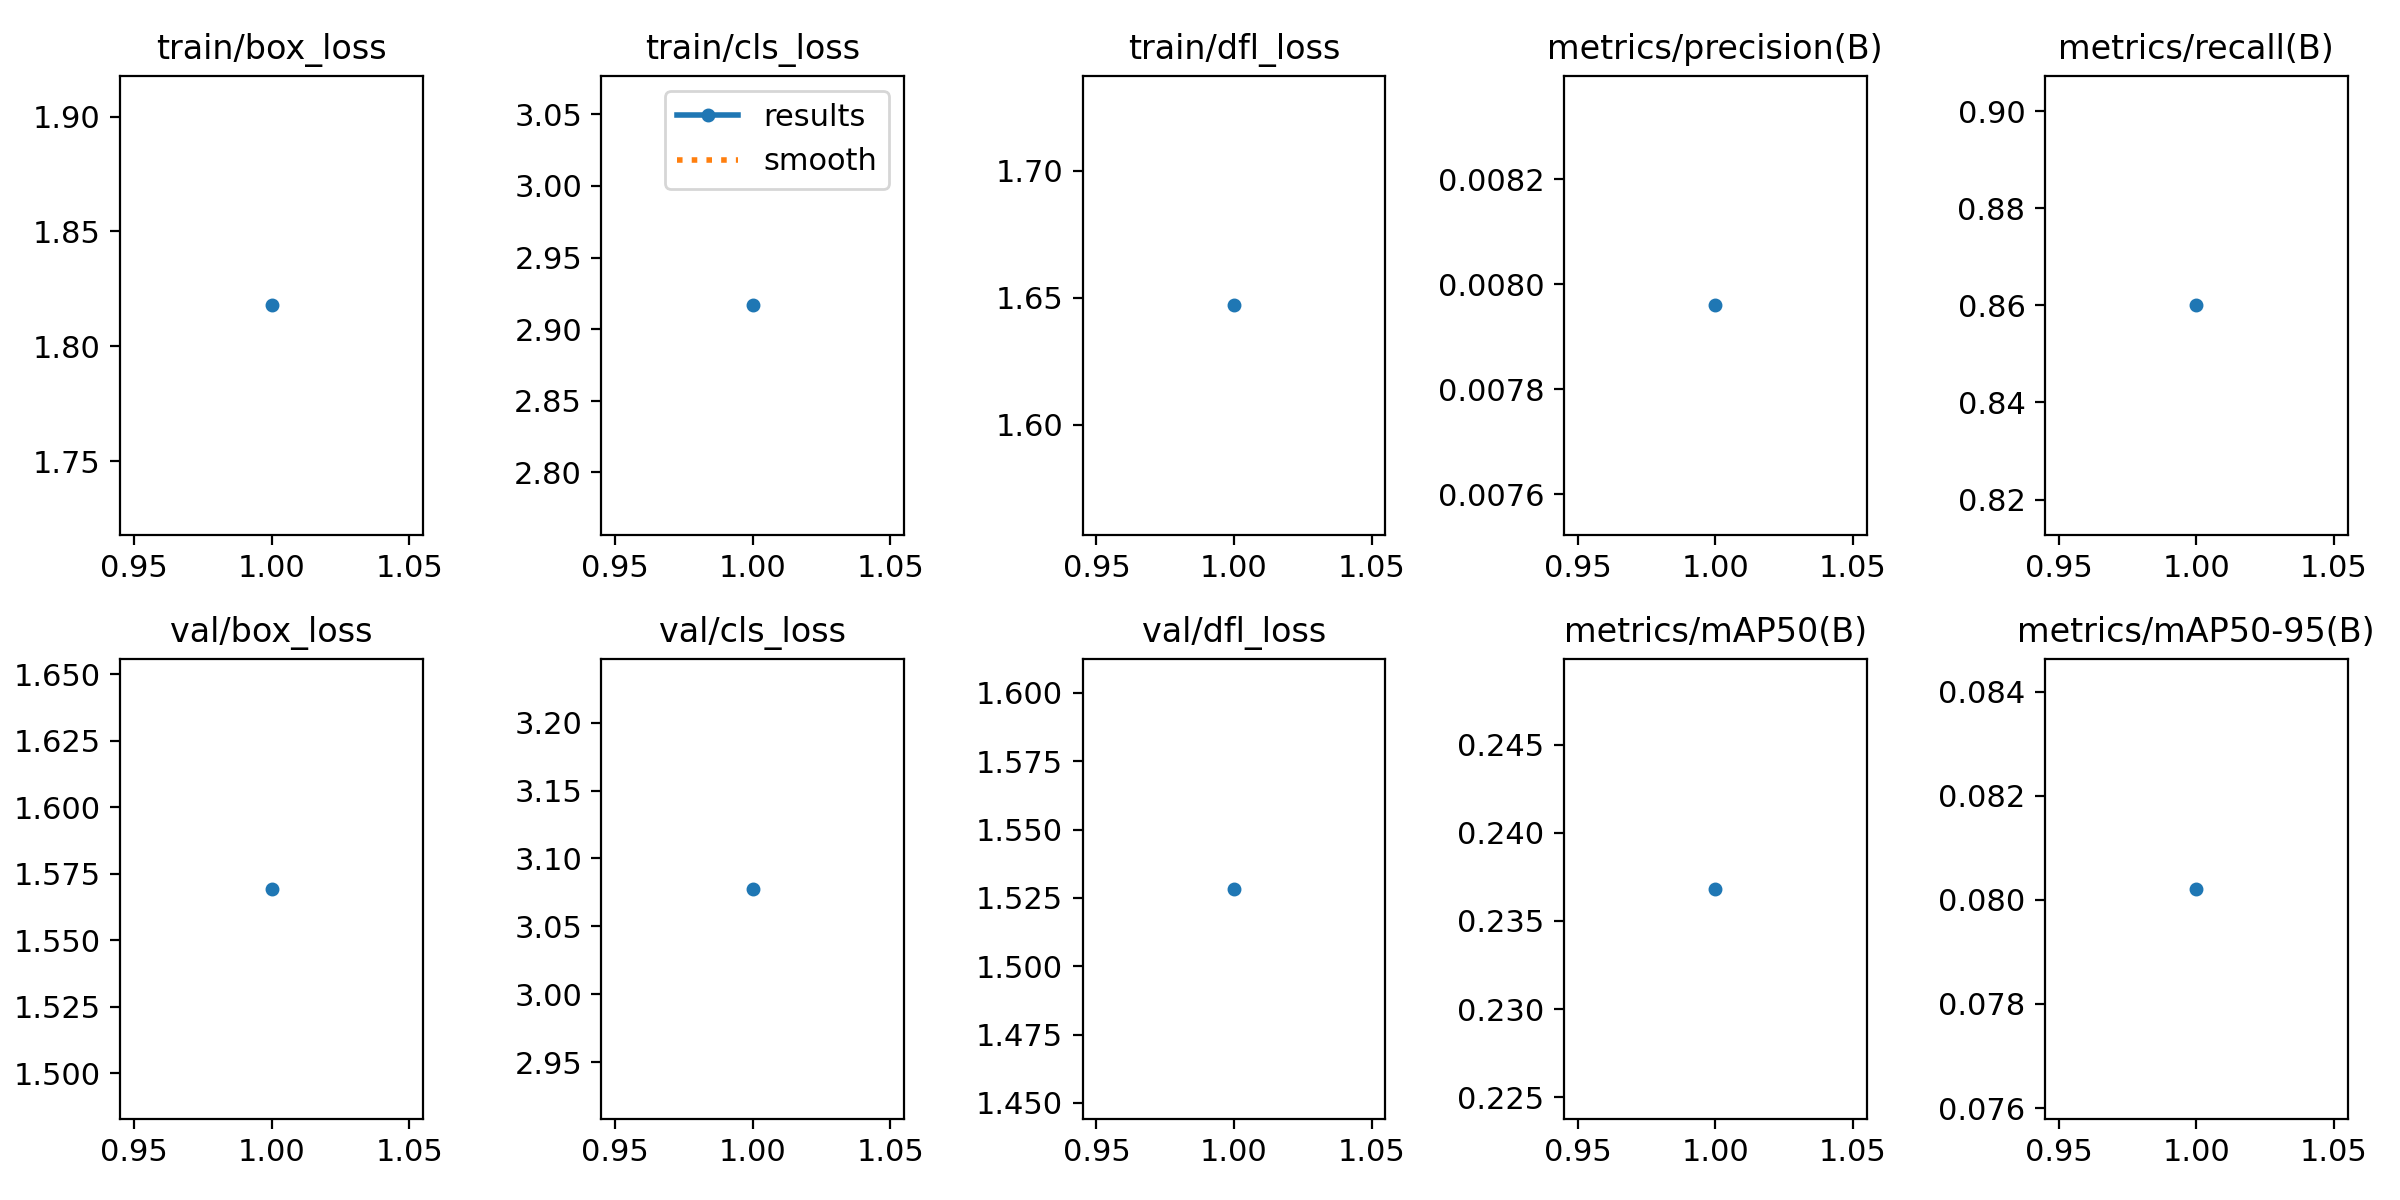 train/box_loss
1.90
1.85
1.80
1.75
0.95 1.00 1.05
train/cls_loss
results
smooth
3.05
3.00
2.95
2.90
2.85
2.80
0.95 1.00 1.05
train/dfl_loss
1.70
1.65
1.60
0.95 1.00 1.05
metrics/precision(B)
0.0082
0.0080
0.0078
0.0076
0.95 1.00 1.05
metrics/recall(B)
0.90
0.88
0.86
0.84
0.82
0.95 1.00 1.05
val/box_loss
1.650
1.625
1.600
1.575
1.550
1.525
1.500
0.95 1.00 1.05
val/cls_loss
3.20
3.15
3.10
3.05
3.00
2.95
0.95 1.00 1.05
val/dfl_loss
1.600
1.575
1.550
1.525
1.500
1.475
1.450
0.95 1.00 1.05
metrics/mAP50(B)
0.245
0.240
0.235
0.230
0.225
0.95 1.00 1.05
metrics/mAP50-95(B)
0.084
0.082
0.080
0.078
0.076
0.95 1.00 1.05